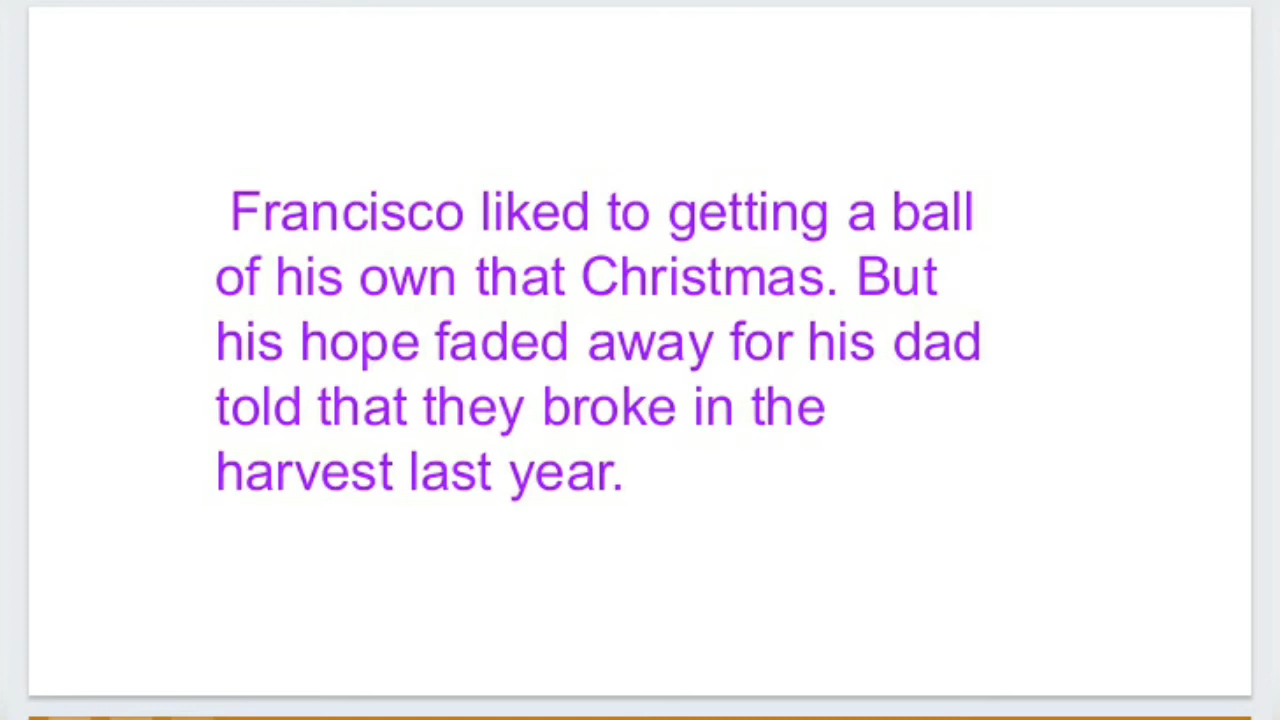 Francisco liked to getting a ball
of his own that Christmas. But
his hope faded away for his dad
told that they broke in the
harvest last year.